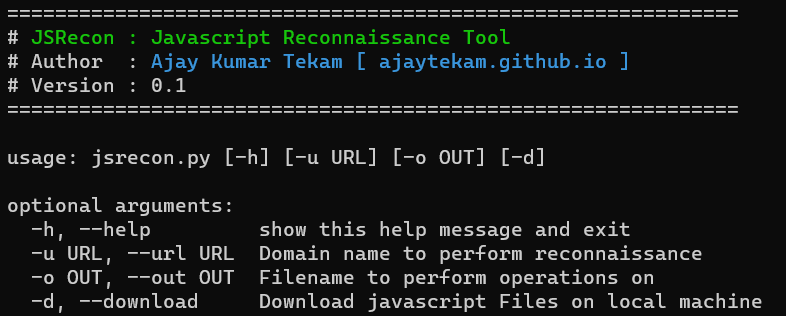 =============================================================
# JSRecon : Javascript Reconnaissance Tool
# Author  : Ajay Kumar Tekam [ ajaytekam.github.io ]
# Version : 0.1
=============================================================
usage: jsrecon.py [-h] [-u URL] [-o OUT] [-d]
optional arguments:
  -h, --help         show this help message and exit
  -u URL, --url URL  Domain name to perform reconnaissance
  -o OUT, --out OUT  Filename to perform operations on
  -d, --download     Download javascript Files on local machine